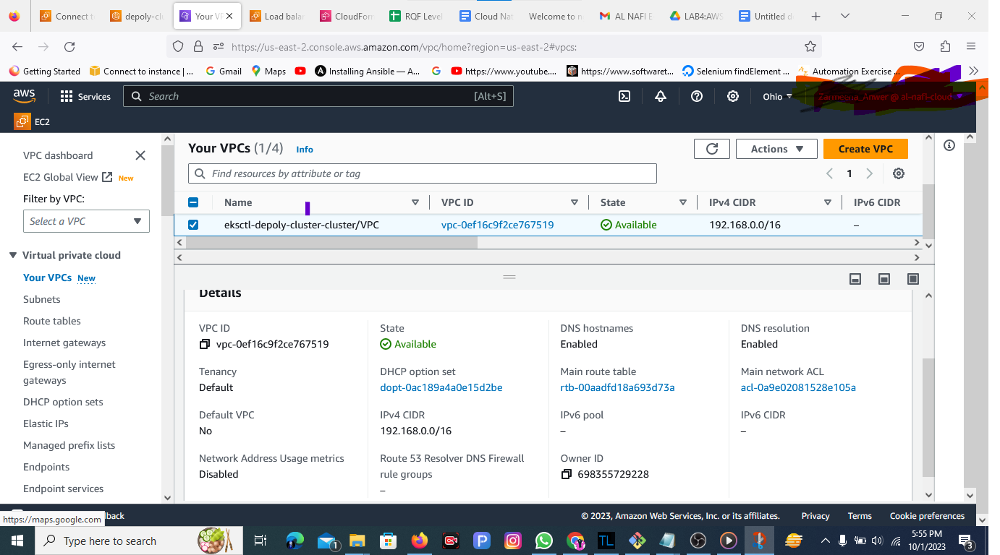 Connect t
depoly-clu
Your VP
Load balan
CloudForm
RQF Level
Cloud Nat
Welcome to n
AL NAFI E
LAB4:AWS
Untitled d
https://us-east-2.console.aws.amazon.com/vpc/home?region=us-east-2#vpcs:
Getting Started
Connect to instance | ...
Gmail
Maps
Installing Ansible — A...
https://www.youtube....
https://www.softwaret...
Selenium findElement ...
Automation Exercise ...
aws
Services
Search
[Alt+S]
Ohio
Zarmeena_Anwer @ al-nafi-cloud
EC2
VPC dashboard
EC2 Global View New
Filter by VPC:
Select a VPC
Virtual private cloud
Your VPCs New
Subnets
Route tables
Internet gateways
Egress-only internet
gateways
DHCP option sets
Elastic IPs
Managed prefix lists
Endpoints
Endpoint services
Your VPCs (1/4) Info
Actions
Create VPC
Find resources by attribute or tag
1
Name VPC ID State IPv4 CIDR IPv6 CIDR
eksctl-depoly-cluster-cluster/VPC vpc-0ef16c9f2ce767519 Available 192.168.0.0/16 –
Details
VPC ID
vpc-0ef16c9f2ce767519
State
Available
DNS hostnames
Enabled
DNS resolution
Enabled
Tenancy
Default
DHCP option set
dopt-0ac189a4a0e15d2be
Main route table
rtb-00aadfd18a693d73a
Main network ACL
acl-0a9e02081528e105a
Default VPC
No
IPv4 CIDR
192.168.0.0/16
IPv6 pool
–
IPv6 CIDR
–
Network Address Usage metrics
Disabled
Route 53 Resolver DNS Firewall
rule groups
–
Owner ID
698355729228
https://maps.google.com
back
© 2023, Amazon Web Services, Inc. or its affiliates.
Privacy
Terms
Cookie preferences
Type here to search
1
TL
5:55 PM
10/1/2023
3